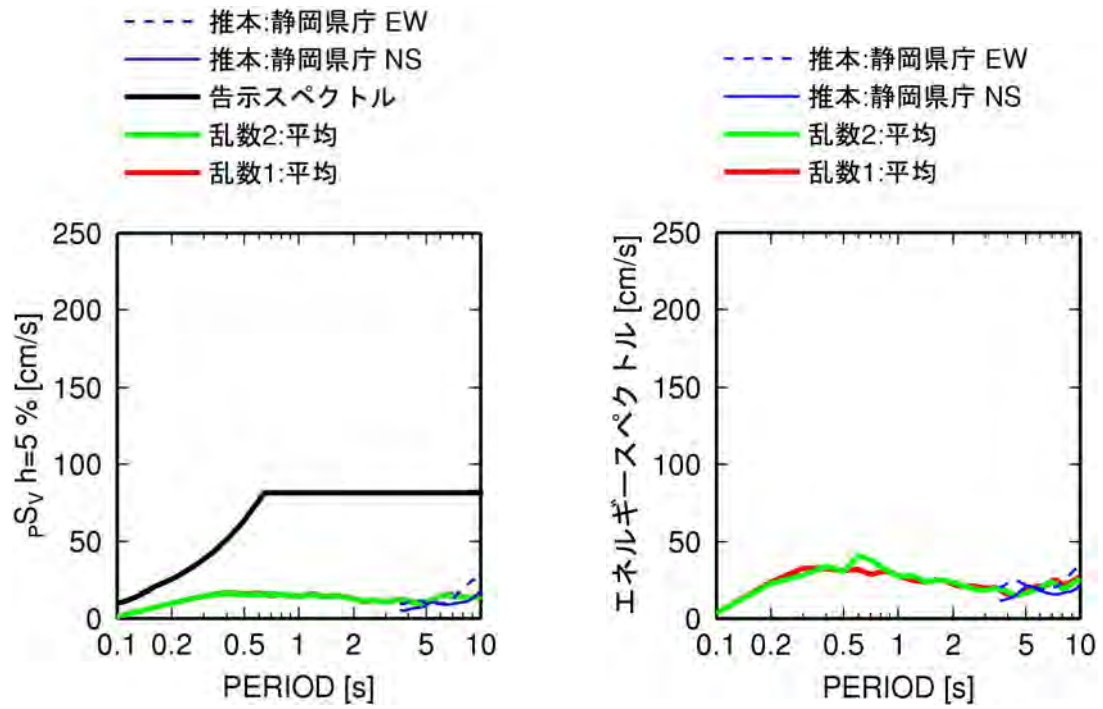 推本:静岡県庁 EW
推本:静岡県庁 NS
告示スペクトル
乱数2:平均
乱数1:平均
250
200
150
100
50
0
pSV h=5 % [cm/s]
0.1 0.2 0.5 1 2 5 10
PERIOD [s]
推本:静岡県庁 EW
推本:静岡県庁 NS
乱数2:平均
乱数1:平均
250
200
150
100
50
0
エネルギースペクトル [cm/s]
0.1 0.2 0.5 1 2 5 10
PERIOD [s]